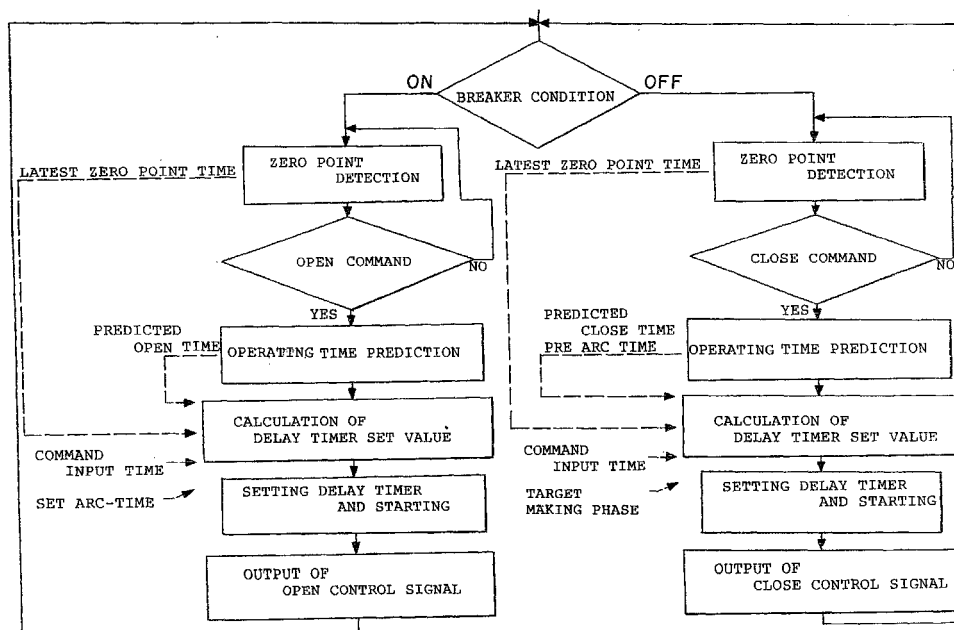 ON
OFF
BREAKER CONDITION
LATEST ZERO POINT TIME
ZERO POINT
DETECTION
OPEN COMMAND
NO
YES
PREDICTED
OPEN TIME
OPERATING TIME PREDICTION
CALCULATION OF
DELAY TIMER SET VALUE
COMMAND
INPUT TIME
SET ARC-TIME
SETTING DELAY TIMER
AND STARTING
OUTPUT OF
OPEN CONTROL SIGNAL
LATEST ZERO POINT TIME
ZERO POINT
DETECTION
CLOSE COMMAND
NO
YES
PREDICTED
CLOSE TIME
PRE ARC TIME
OPERATING TIME PREDICTION
CALCULATION OF
DELAY TIMER SET VALUE
COMMAND
INPUT TIME
TARGET
MAKING PHASE
SETTING DELAY TIMER
AND STARTING
OUTPUT OF
CLOSE CONTROL SIGNAL